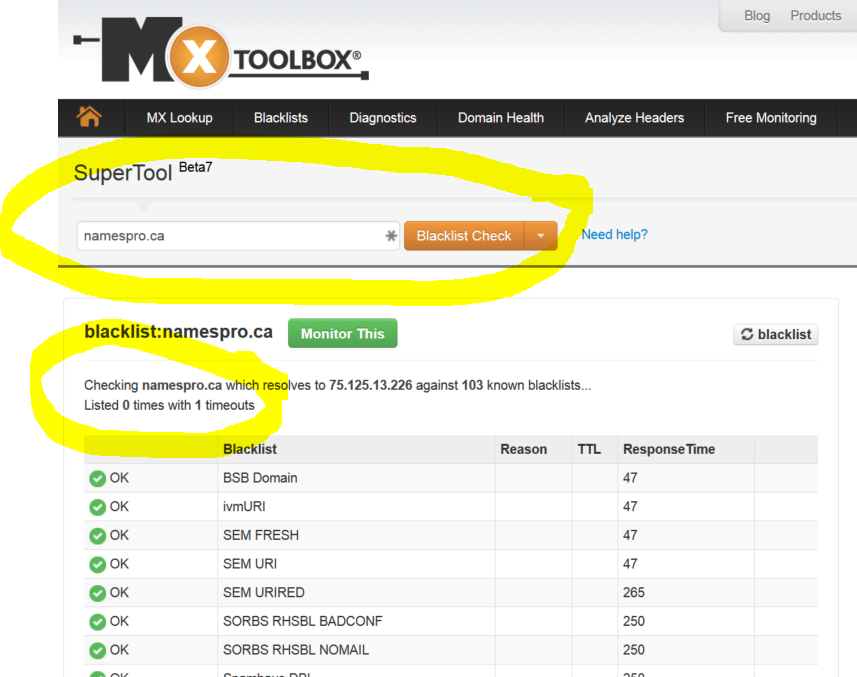 Blog Products
MX TOOLBOX®
MX Lookup Blacklists Diagnostics Domain Health Analyze Headers Free Monitoring
SuperTool Beta7
namespro.ca Blacklist Check Need help?
blacklist:namespro.ca Monitor This blacklist
Checking namespro.ca which resolves to 75.125.13.226 against 103 known blacklists...
Listed 0 times with 1 timeouts
Blacklist Reason TTL ResponseTime
OK BSB Domain 47
OK ivmURI 47
OK SEM FRESH 47
OK SEM URI 47
OK SEM URIRED 265
OK SORBS RHSBL BADCONF 250
OK SORBS RHSBL NOMAIL 250
OK Spamhaus DBL 250